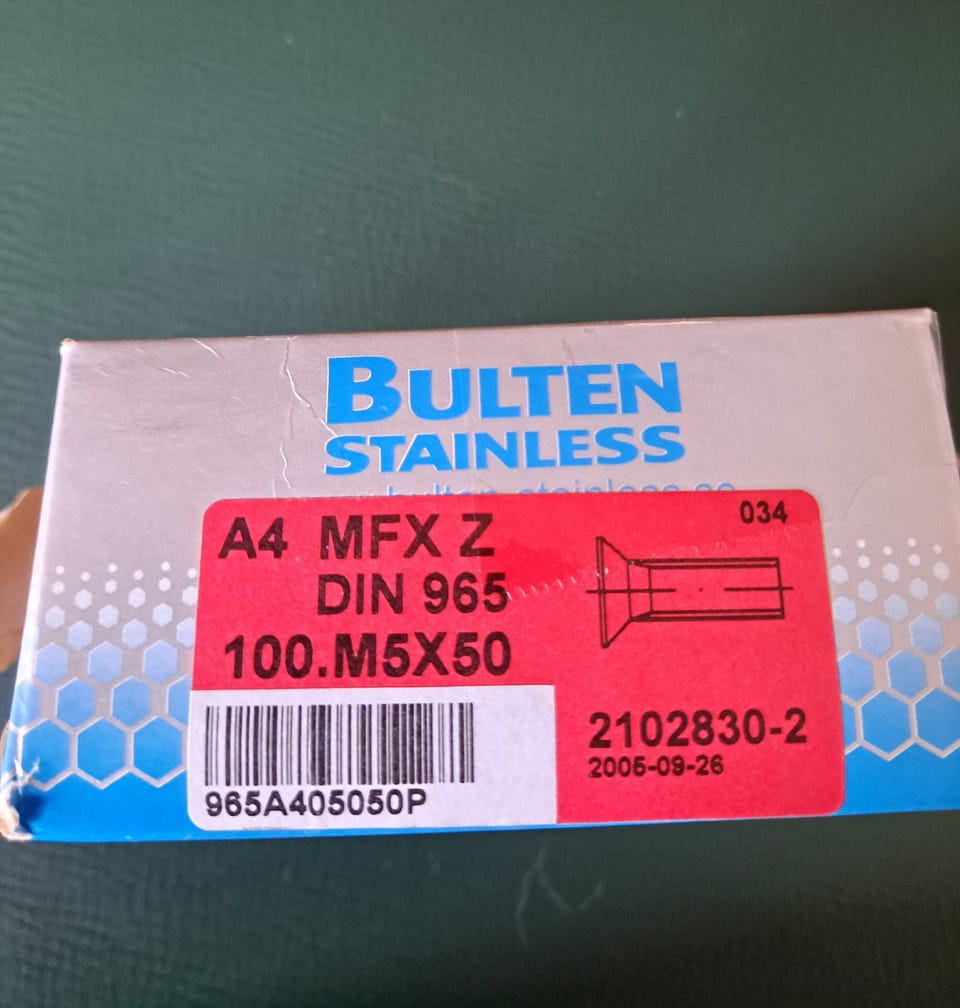 BULTEN
STAINLESS
A4 MFX Z
DIN 965
100.M5X50
034
965A405050P
2102830-2
2005-09-26